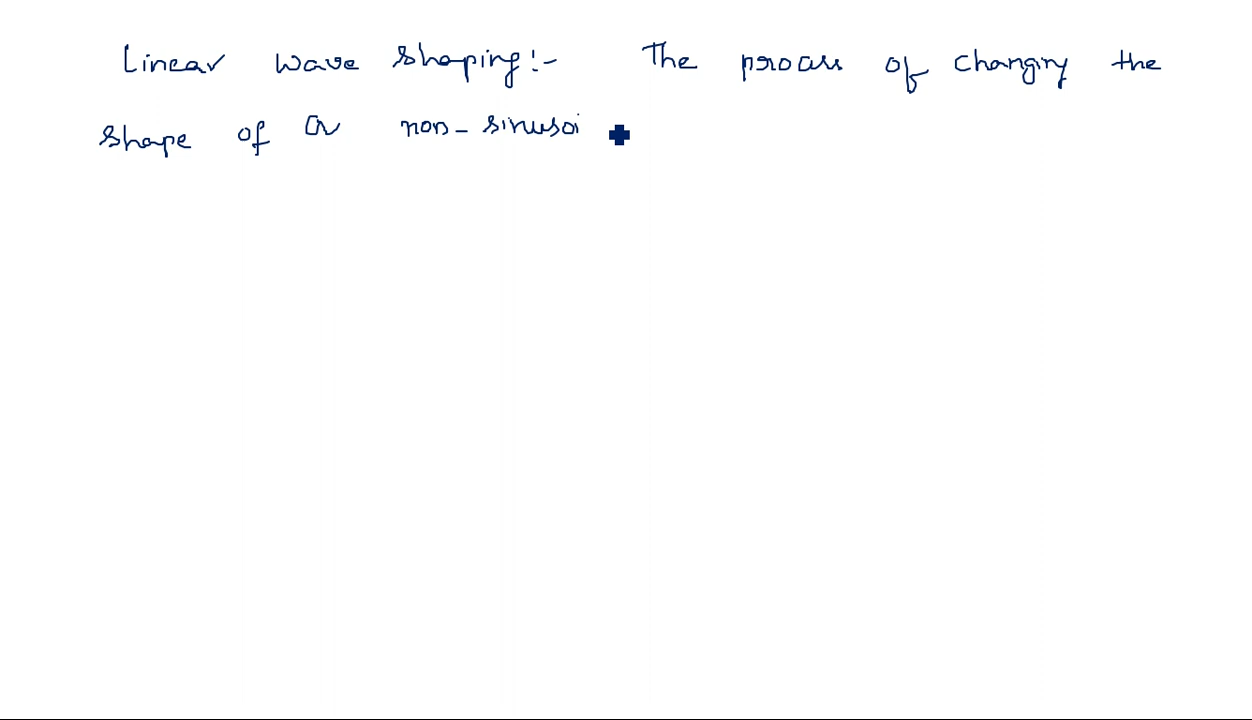 Linear wave shaping:- The process of changing the
shape of a non-sinusoi